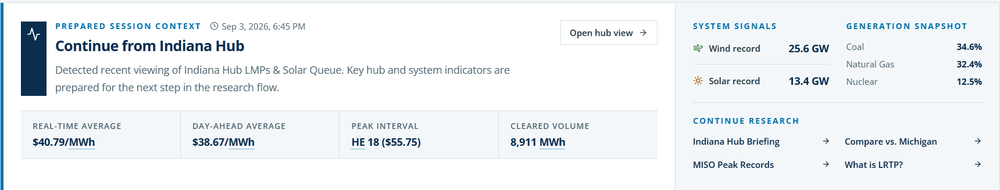 PREPARED SESSION CONTEXT Sep 3, 2026, 6:45 PM
Continue from Indiana Hub
Detected recent viewing of Indiana Hub LMPs & Solar Queue. Key hub and system indicators are
prepared for the next step in the research flow.
Open hub view
REAL-TIME AVERAGE
$40.79/MWh
DAY-AHEAD AVERAGE
$38.67/MWh
PEAK INTERVAL
HE 18 ($55.75)
CLEARED VOLUME
8,911 MWh
SYSTEM SIGNALS
Wind record 25.6 GW
Solar record 13.4 GW
GENERATION SNAPSHOT
Coal 34.6%
Natural Gas 32.4%
Nuclear 12.5%
CONTINUE RESEARCH
Indiana Hub Briefing
Compare vs. Michigan
MISO Peak Records
What is LRTP?